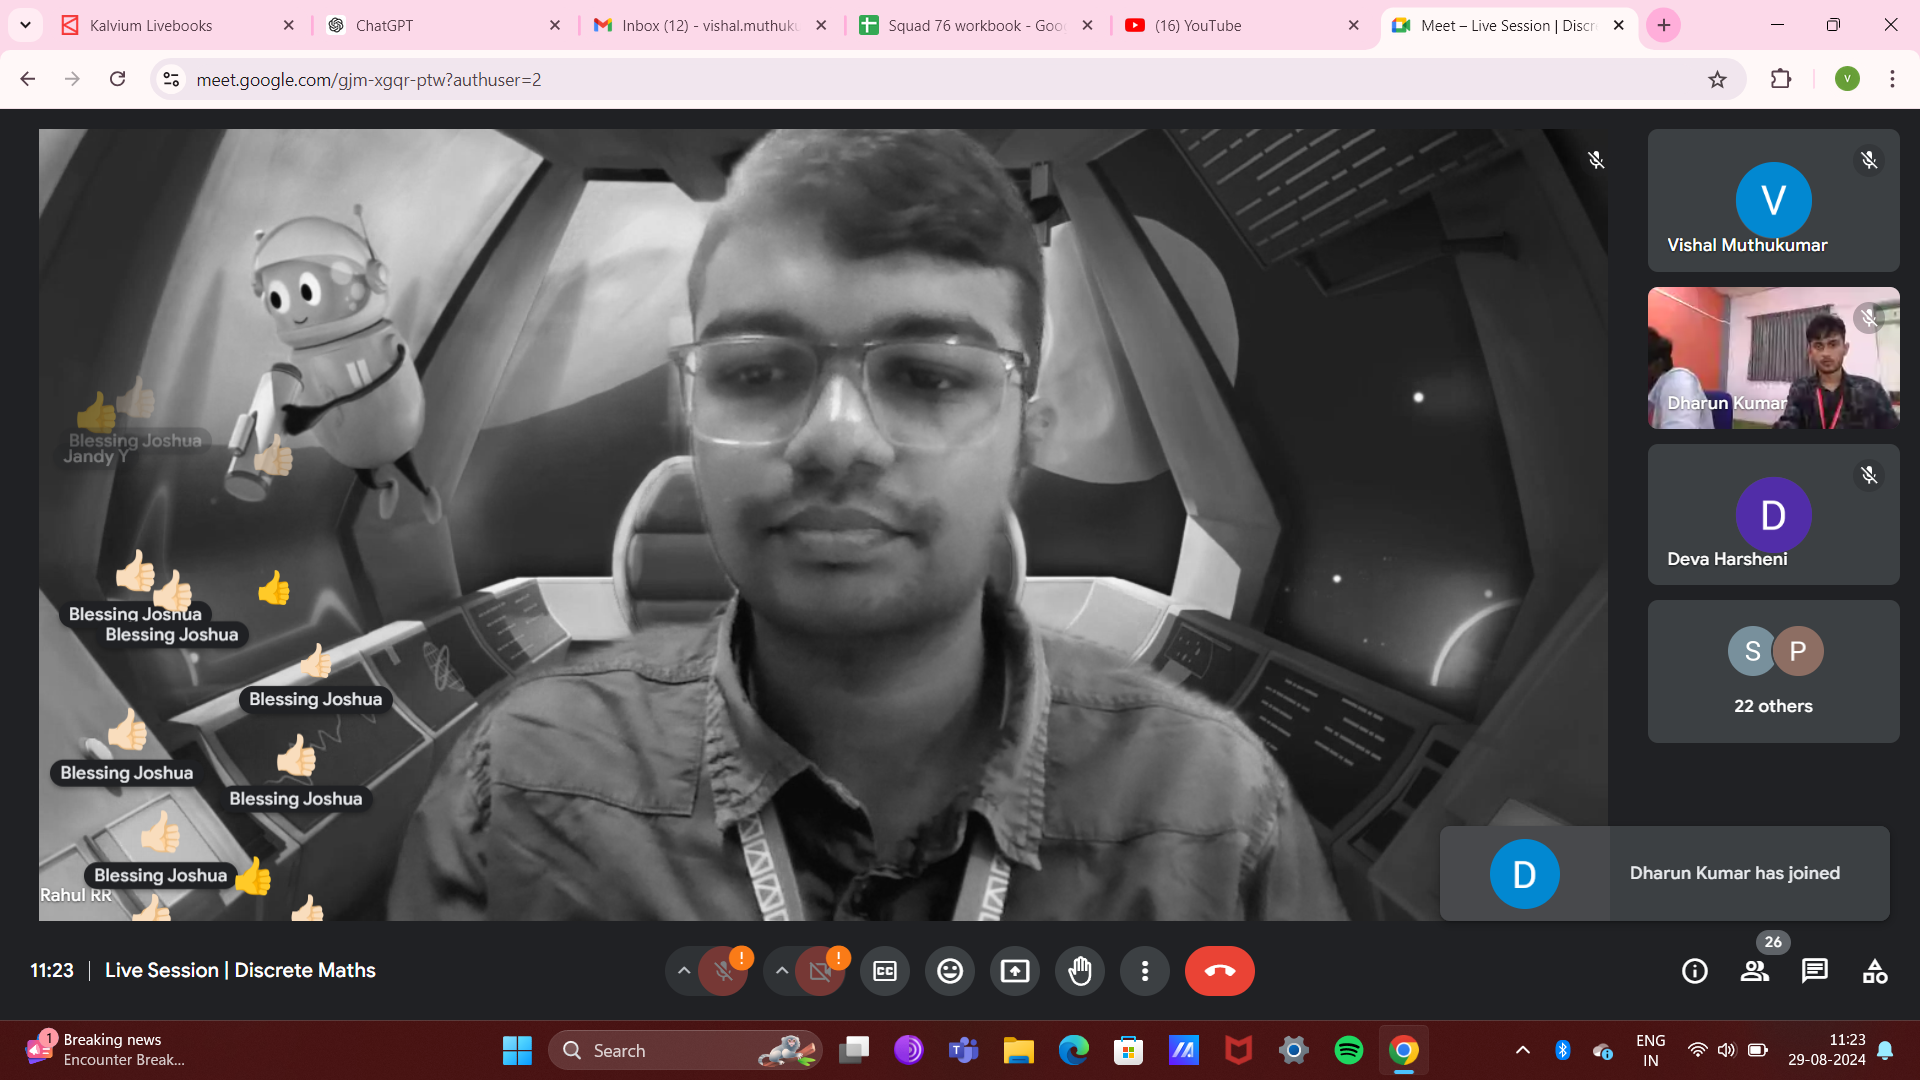 Kalvium Livebooks
ChatGPT
Inbox (12) - vishal.muthuku
Squad 76 workbook - Goo
(16) YouTube
Meet – Live Session | Discr
meet.google.com/gjm-xgqr-ptw?authuser=2
V
V
Vishal Muthukumar
Dharun Kumar
D
Deva Harsheni
S P
22 others
Blessing Joshua
Jandy Y
Blessing Joshua
Blessing Joshua
Blessing Joshua
Blessing Joshua
Blessing Joshua
Blessing Joshua
Rahul RR
D
Dharun Kumar has joined
11:23 | Live Session | Discrete Maths
!
!
CC
26
1
Breaking news
Encounter Break...
Search
ENG
IN
11:23
29-08-2024